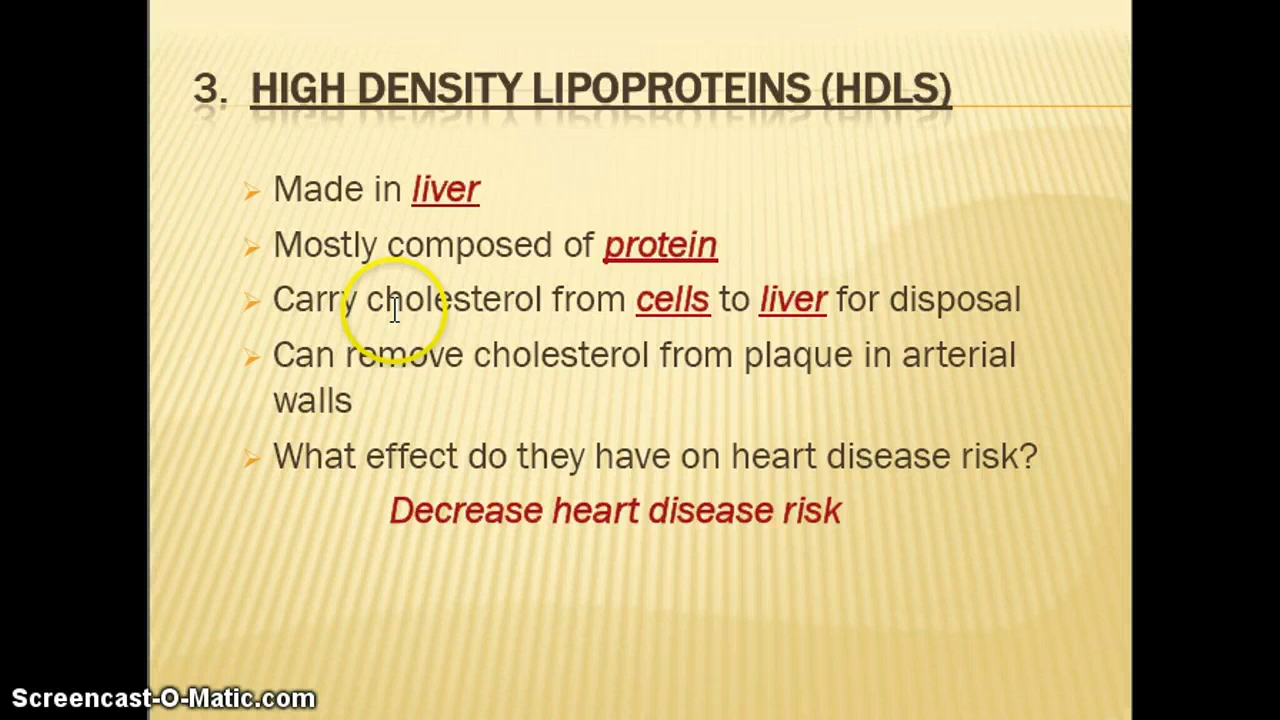 3. HIGH DENSITY LIPOPROTEINS (HDLS)
Made in liver
Mostly composed of protein
Carry cholesterol from cells to liver for disposal
Can remove cholesterol from plaque in arterial
walls
What effect do they have on heart disease risk?
Decrease heart disease risk
Screencast-O-Matic.com